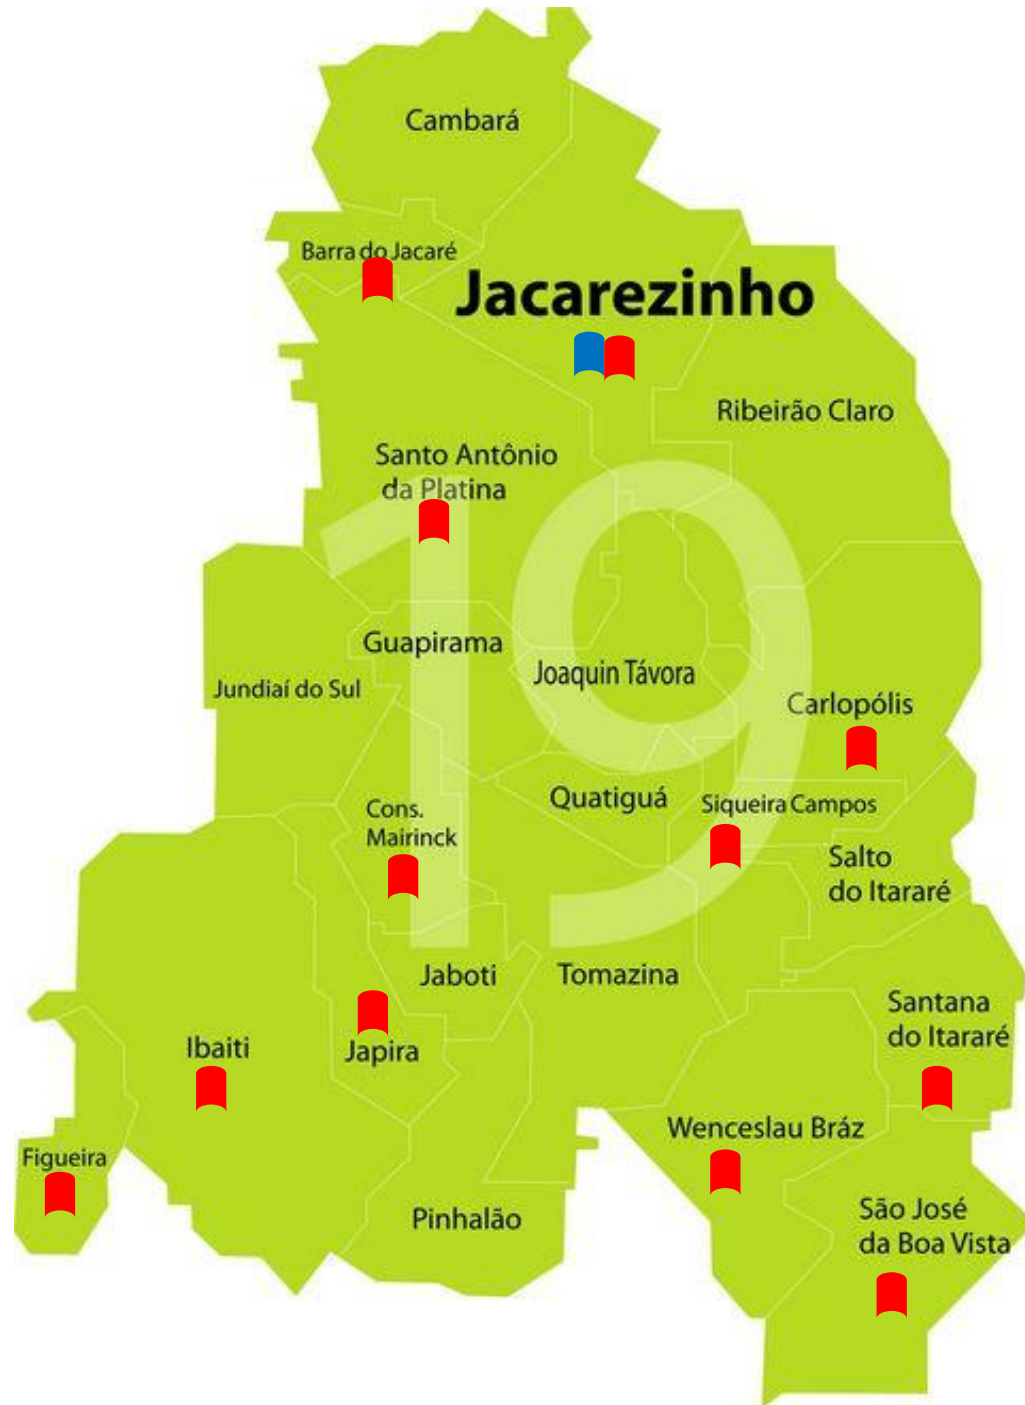 Cambará
Barra do Jacaré
Jacarezinho
Ribeirão Claro
Santo Antônio
da Platina
19
Guapirama
Joaquin Távora
Jundiaí do Sul
Carlopólis
Quatiguá
Siqueira Campos
Cons.
Mairinck
Salto
do Itararé
Jaboti
Tomazina
Santana
do Itararé
Ibaiti
Japira
Wenceslau Bráz
Figueira
Pinhalão
São José
da Boa Vista